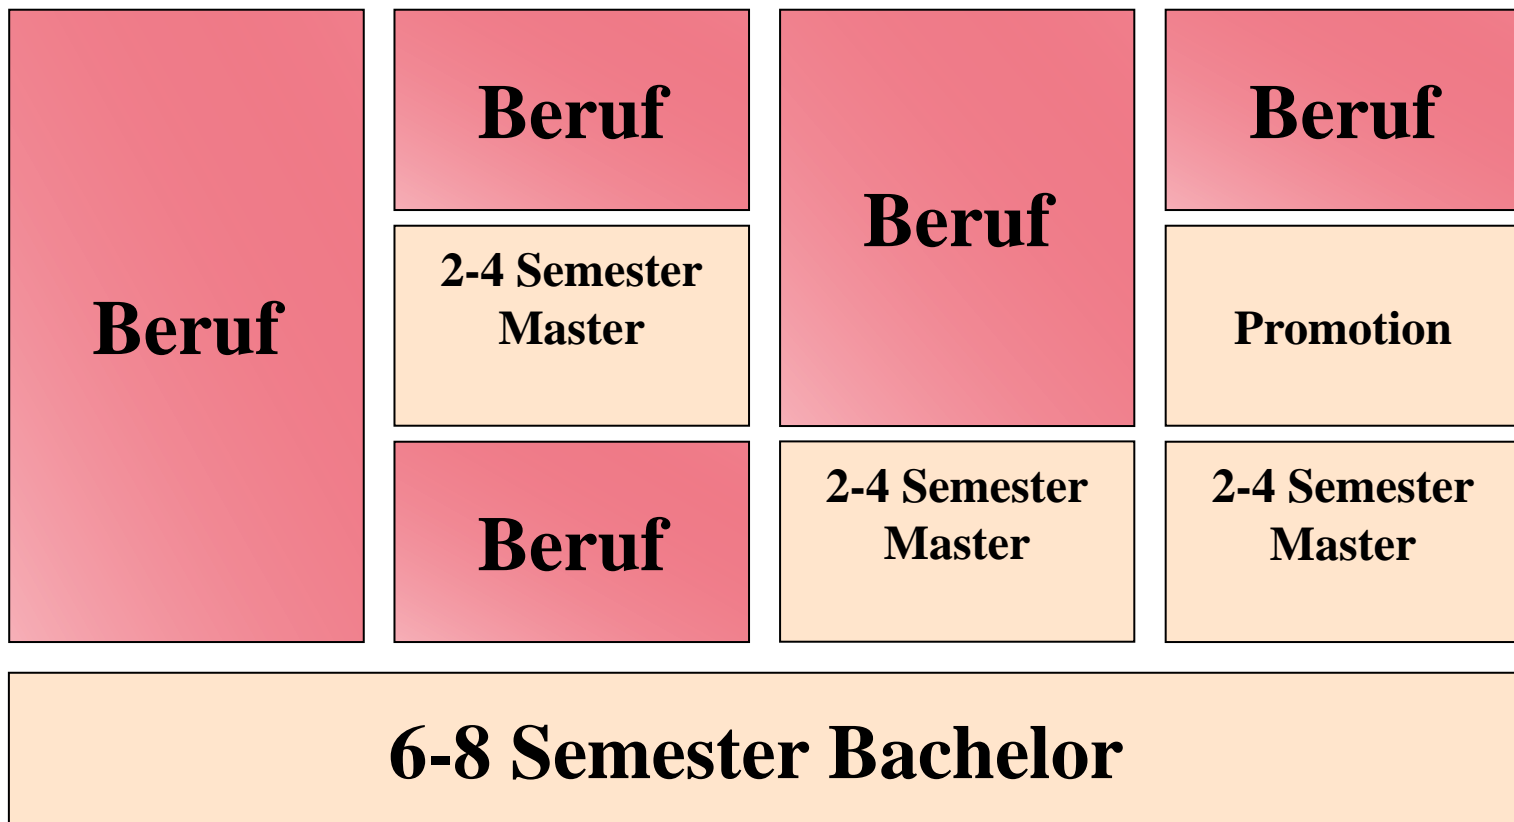 Beruf
Beruf
2-4 Semester
Master
Beruf
Beruf
2-4 Semester
Master
Beruf
Promotion
2-4 Semester
Master
6-8 Semester Bachelor